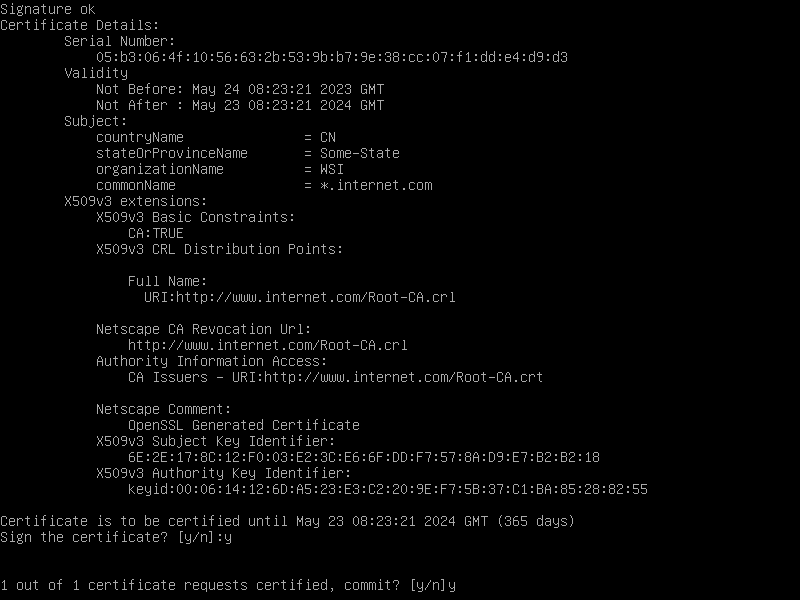 Signature ok
Certificate Details:
        Serial Number:
            05:b3:06:4f:10:56:63:2b:53:9b:b7:9e:38:cc:07:f1:dd:e4:d9:d3
        Validity
            Not Before: May 24 08:23:21 2023 GMT
            Not After : May 23 08:23:21 2024 GMT
        Subject:
            countryName               = CN
            stateOrProvinceName       = Some-State
            organizationName          = WSI
            commonName                = *.internet.com
        X509v3 extensions:
            X509v3 Basic Constraints:
                CA:TRUE
            X509v3 CRL Distribution Points:
                Full Name:
                  URI:http://www.internet.com/Root-CA.crl
            Netscape CA Revocation Url:
                http://www.internet.com/Root-CA.crl
            Authority Information Access:
                CA Issuers - URI:http://www.internet.com/Root-CA.crt
            Netscape Comment:
                OpenSSL Generated Certificate
            X509v3 Subject Key Identifier:
                6E:2E:17:8C:12:F0:03:E2:3C:E6:6F:DD:F7:57:8A:D9:E7:B2:B2:18
            X509v3 Authority Key Identifier:
                keyid:00:06:14:12:6D:A5:23:E3:C2:20:9E:F7:5B:37:C1:BA:85:28:82:55
Certificate is to be certified until May 23 08:23:21 2024 GMT (365 days)
Sign the certificate? [y/n]:y
1 out of 1 certificate requests certified, commit? [y/n]y